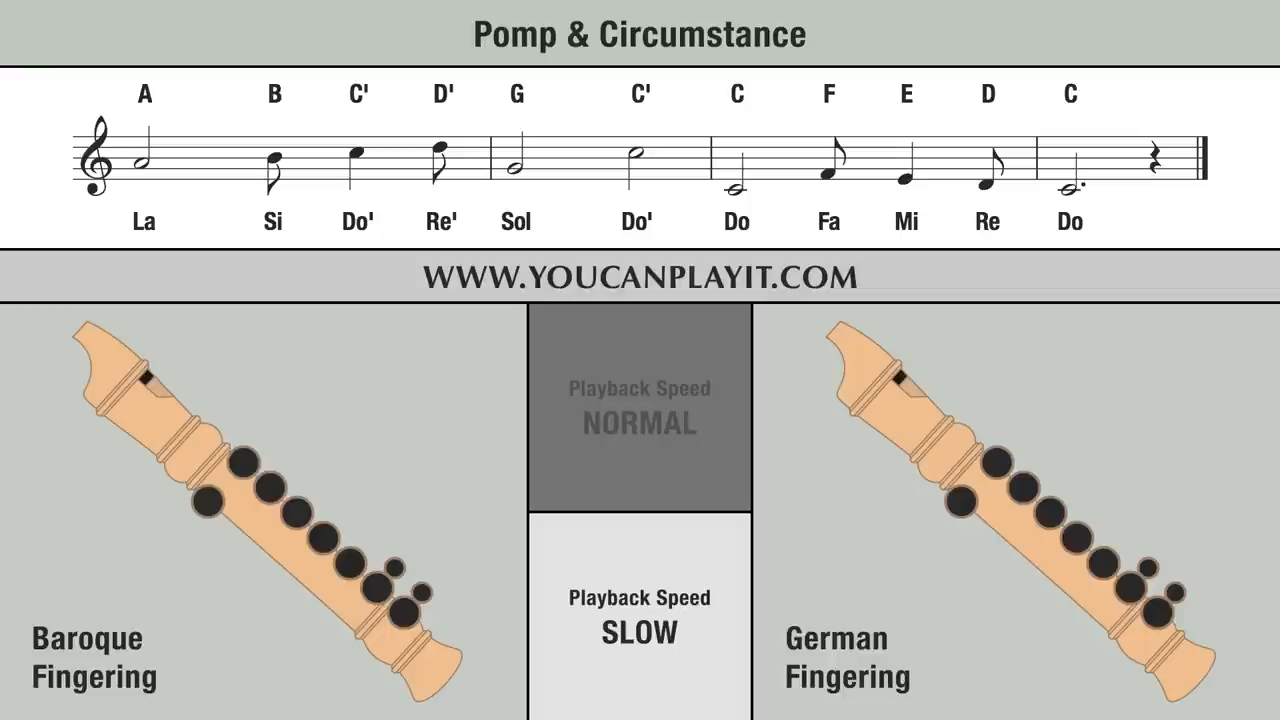 Pomp & Circumstance
A B C' D' G C' C F E D C
La Si Do' Re' Sol Do' Do Fa Mi Re Do
WWW.YOUCANPLAYIT.COM
Playback Speed
NORMAL
Playback Speed
SLOW
Baroque
Fingering
German
Fingering